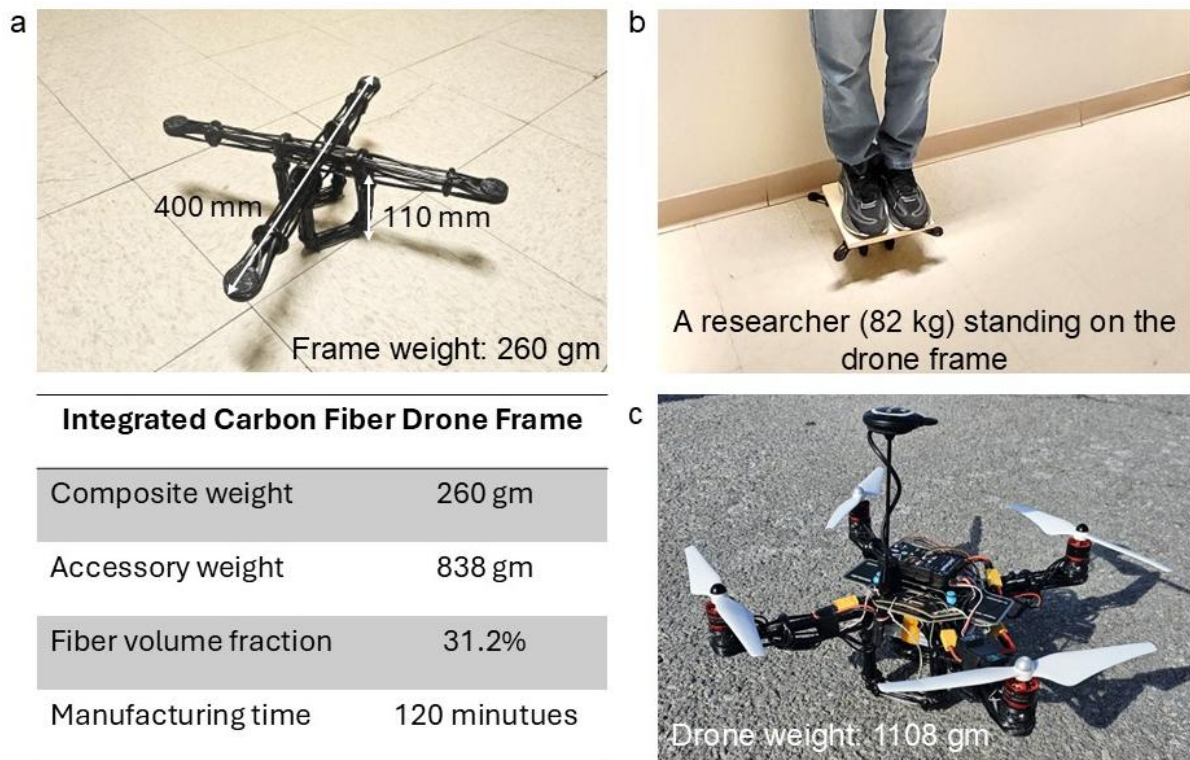 a
400 mm
110 mm
Frame weight: 260 gm
b
A researcher (82 kg) standing on the
drone frame
Integrated Carbon Fiber Drone Frame
Composite weight 260 gm
Accessory weight 838 gm
Fiber volume fraction 31.2%
Manufacturing time 120 minutues
c
Drone weight: 1108 gm